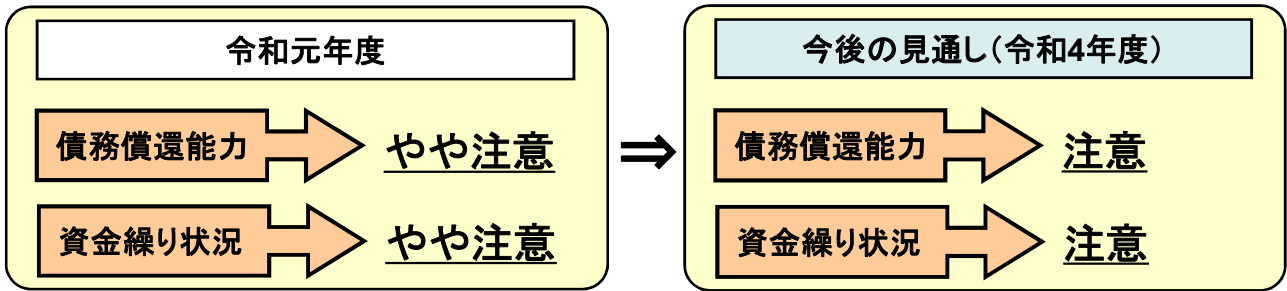 令和元年度
債務償還能力 やや注意
資金繰り状況 やや注意
⇒
今後の見通し（令和4年度）
債務償還能力 注意
資金繰り状況 注意